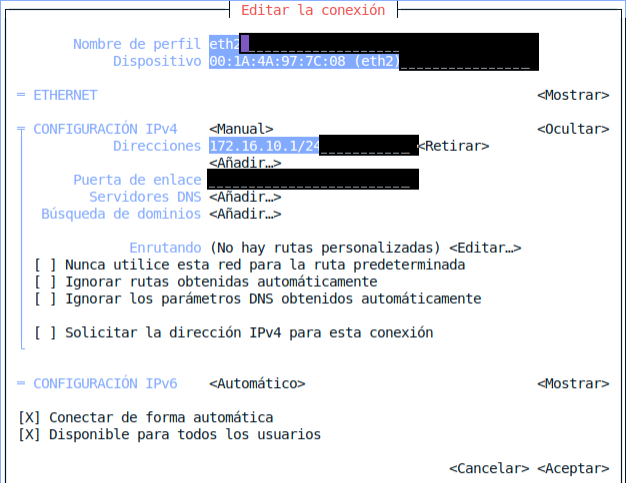 Editar la conexión
Nombre de perfil eth2
Dispositivo 00:1A:4A:97:7C:08 (eth2)
= ETHERNET <Mostrar>
CONFIGURACIÓN IPv4 <Manual> <Ocultar>
Direcciones 172.16.10.1/24 <Retirar>
<Añadir…>
Puerta de enlace
Servidores DNS <Añadir…>
Búsqueda de dominios <Añadir…>
Enrutando (No hay rutas personalizadas) <Editar…>
[ ] Nunca utilice esta red para la ruta predeterminada
[ ] Ignorar rutas obtenidas automáticamente
[ ] Ignorar los parámetros DNS obtenidos automáticamente
[ ] Solicitar la dirección IPv4 para esta conexión
= CONFIGURACIÓN IPv6 <Automático> <Mostrar>
[X] Conectar de forma automática
[X] Disponible para todos los usuarios
<Cancelar> <Aceptar>